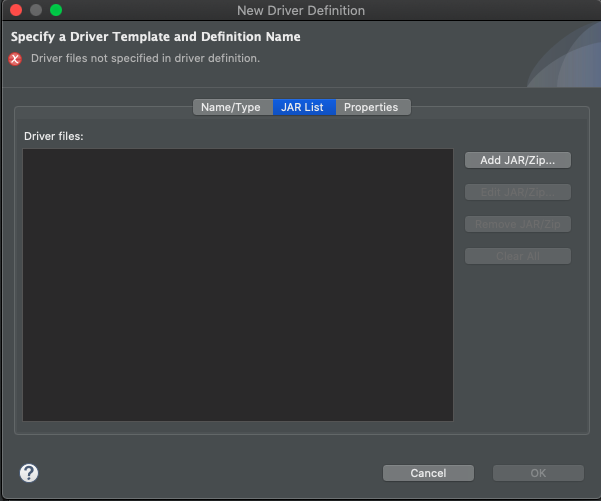 New Driver Definition
Specify a Driver Template and Definition Name
Driver files not specified in driver definition.
Name/Type JAR List Properties
Driver files:
Add JAR/Zip...
Edit JAR/Zip...
Remove JAR/Zip
Clear All
? Cancel OK